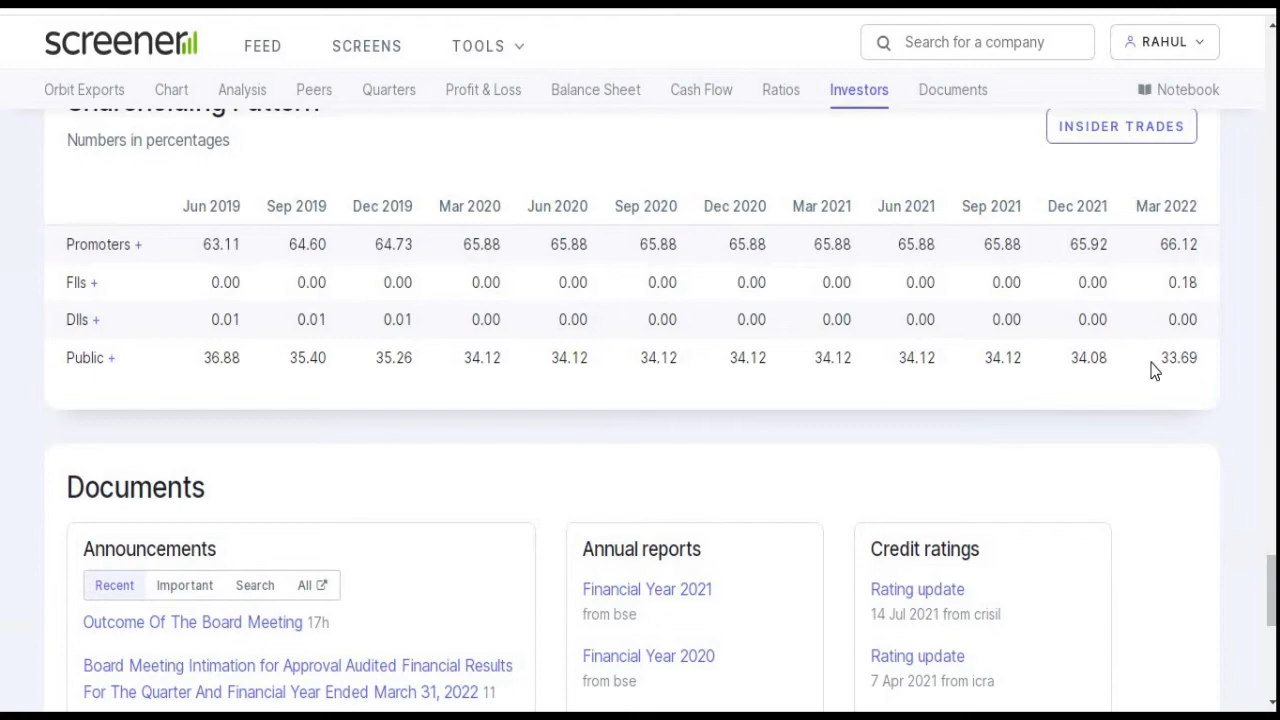 screener
FEED SCREENS TOOLS
Search for a company
RAHUL
Orbit Exports Chart Analysis Peers Quarters Profit & Loss Balance Sheet Cash Flow Ratios Investors Documents Notebook
Shareholding Pattern
Numbers in percentages
INSIDER TRADES
Jun 2019 Sep 2019 Dec 2019 Mar 2020 Jun 2020 Sep 2020 Dec 2020 Mar 2021 Jun 2021 Sep 2021 Dec 2021 Mar 2022
Promoters + 63.11 64.60 64.73 65.88 65.88 65.88 65.88 65.88 65.88 65.88 65.92 66.12
FIIs + 0.00 0.00 0.00 0.00 0.00 0.00 0.00 0.00 0.00 0.00 0.00 0.18
DIIs + 0.01 0.01 0.01 0.00 0.00 0.00 0.00 0.00 0.00 0.00 0.00 0.00
Public + 36.88 35.40 35.26 34.12 34.12 34.12 34.12 34.12 34.12 34.12 34.08 33.69
Documents
Announcements
Recent Important Search All
Outcome Of The Board Meeting 17h
Board Meeting Intimation for Approval Audited Financial Results
For The Quarter And Financial Year Ended March 31, 2022 11
Annual reports
Financial Year 2021
from bse
Financial Year 2020
from bse
Credit ratings
Rating update
14 Jul 2021 from crisil
Rating update
7 Apr 2021 from icra